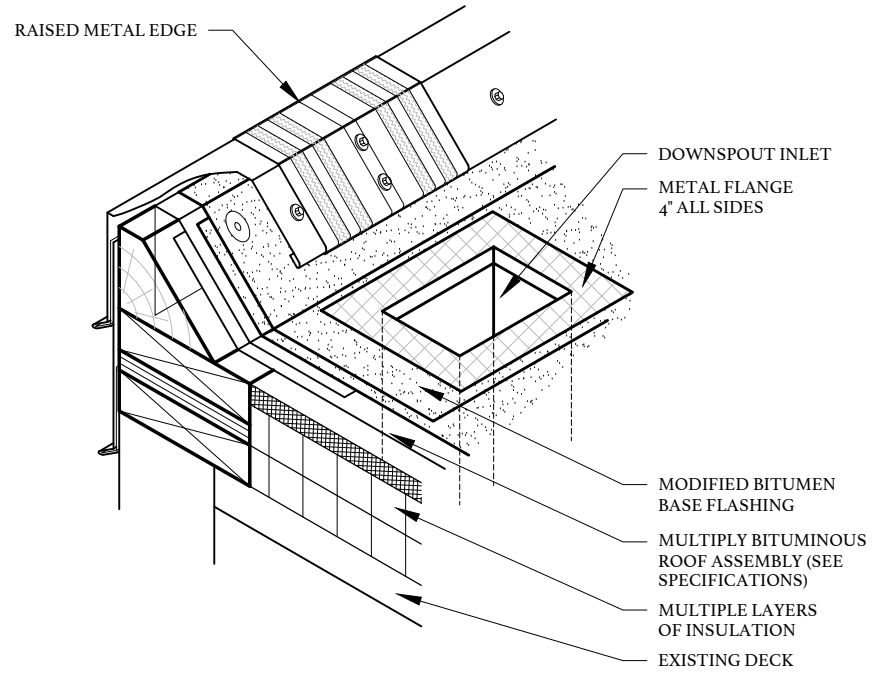 RAISED METAL EDGE
DOWNSPOUT INLET
METAL FLANGE
4" ALL SIDES
MODIFIED BITUMEN
BASE FLASHING
MULTIPLY BITUMINOUS
ROOF ASSEMBLY (SEE
SPECIFICATIONS)
MULTIPLE LAYERS
OF INSULATION
EXISTING DECK